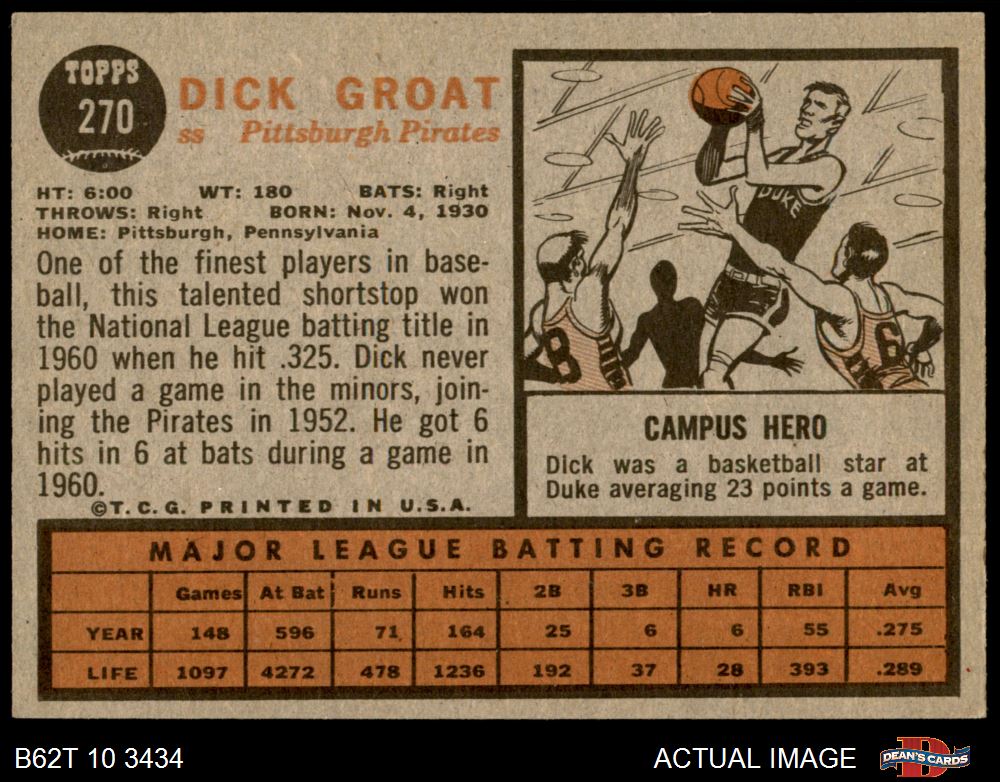 TOPPS
270
DICK GROAT
ss Pittsburgh Pirates
HT: 6:00 WT: 180 BATS: Right
THROWS: Right BORN: Nov. 4, 1930
HOME: Pittsburgh, Pennsylvania
One of the finest players in base-
ball, this talented shortstop won
the National League batting title in
1960 when he hit .325. Dick never
played a game in the minors, join-
ing the Pirates in 1952. He got 6
hits in 6 at bats during a game in
1960.
©T.C.G. PRINTED IN U.S.A.
DUKE
8
6
CAMPUS HERO
Dick was a basketball star at
Duke averaging 23 points a game.
MAJOR LEAGUE BATTING RECORD
Games At Bat Runs Hits 2B 3B HR RBI Avg
YEAR 148 596 71 164 25 6 6 55 .275
LIFE 1097 4272 478 1236 192 37 28 393 .289
B62T 10 3434
ACTUAL IMAGE
DEAN'S CARDS